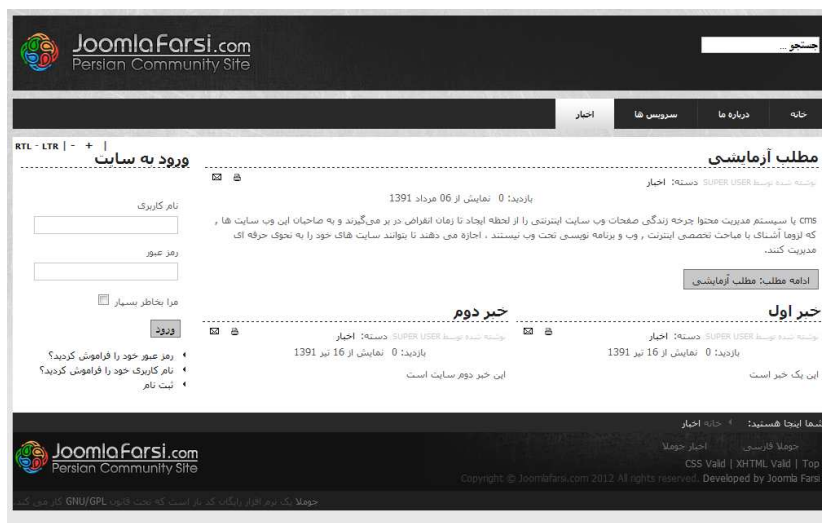 JoomlaFarsi.com
Persian Community Site
جستجو ...
خانه
درباره ما
سرویس ها
اخبار
RTL - LTR | - + |
مطلب آزمایشی
نوشته شده توسط SUPER USER دسته: اخبار
بازدید: 0 نمایش از 06 مرداد 1391
cms یا سیستم مدیریت محتوا چرخه زندگی صفحات وب سایت اینترنتی را از لحظه ایجاد تا زمان انقراض در بر می‌گیرند و به صاحبان این وب سایت ها ,
که لزوما آشنای با مباحث تخصصی اینترنت , وب و برنامه نویسی تحت وب نیستند ، اجازه می دهند تا بتوانند سایت های خود را به نحوی حرفه ای
مدیریت کنند.
ادامه مطلب: مطلب آزمایشی
خبر اول
نوشته شده توسط SUPER USER دسته: اخبار
بازدید: 0 نمایش از 16 تیر 1391
این یک خبر است
خبر دوم
نوشته شده توسط SUPER USER دسته: اخبار
بازدید: 0 نمایش از 16 تیر 1391
این خبر دوم سایت است
ورود به سایت
نام کاربری
رمز عبور
مرا بخاطر بسپار
ورود
رمز عبور خود را فراموش کردید؟
نام کاربری خود را فراموش کردید؟
ثبت نام
شما اینجا هستید: خانه اخبار
جوملا فارسی اخبار جوملا
JoomlaFarsi.com
Persian Community Site
CSS Valid | XHTML Valid | Top
Copyright © Joomlafarsi.com 2012 All rights reserved. Developed by Joomla Farsi
جوملا یک نرم افزار رایگان کد باز است که تحت قانون GNU/GPL کار می کند.